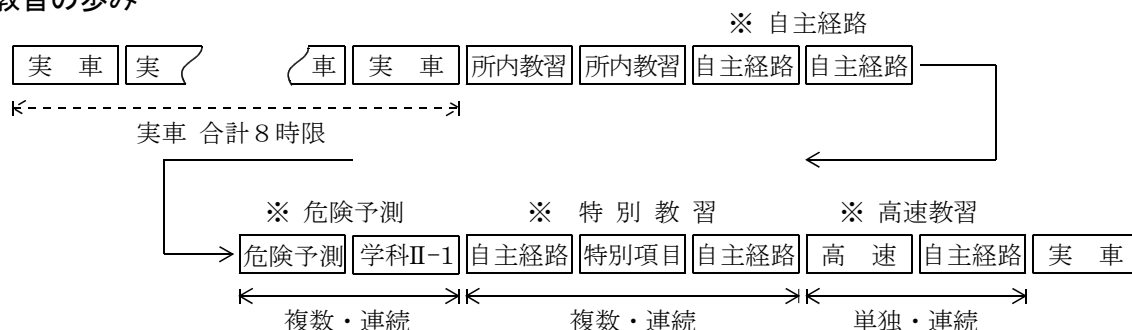 教習の歩み
※ 自主経路
実 車 実 車 実 車 所内教習 所内教習 自主経路 自主経路
実車 合計８時限
※ 危険予測 ※ 特 別 教 習 ※ 高速教習
危険予測 学科Ⅱ-1 自主経路 特別項目 自主経路 高 速 自主経路 実 車
複数・連続 複数・連続 単独・連続